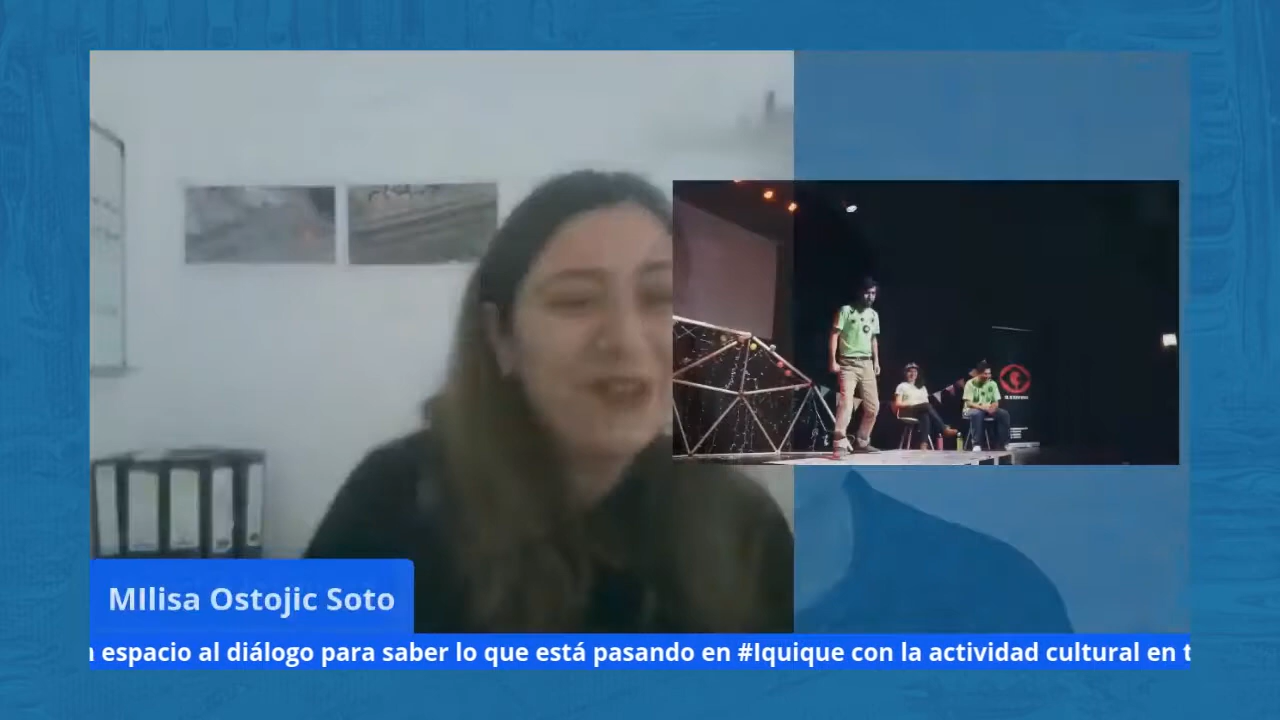 MIlisa Ostojic Soto
espacio al diálogo para saber lo que está pasando en #Iquique con la actividad cultural en t